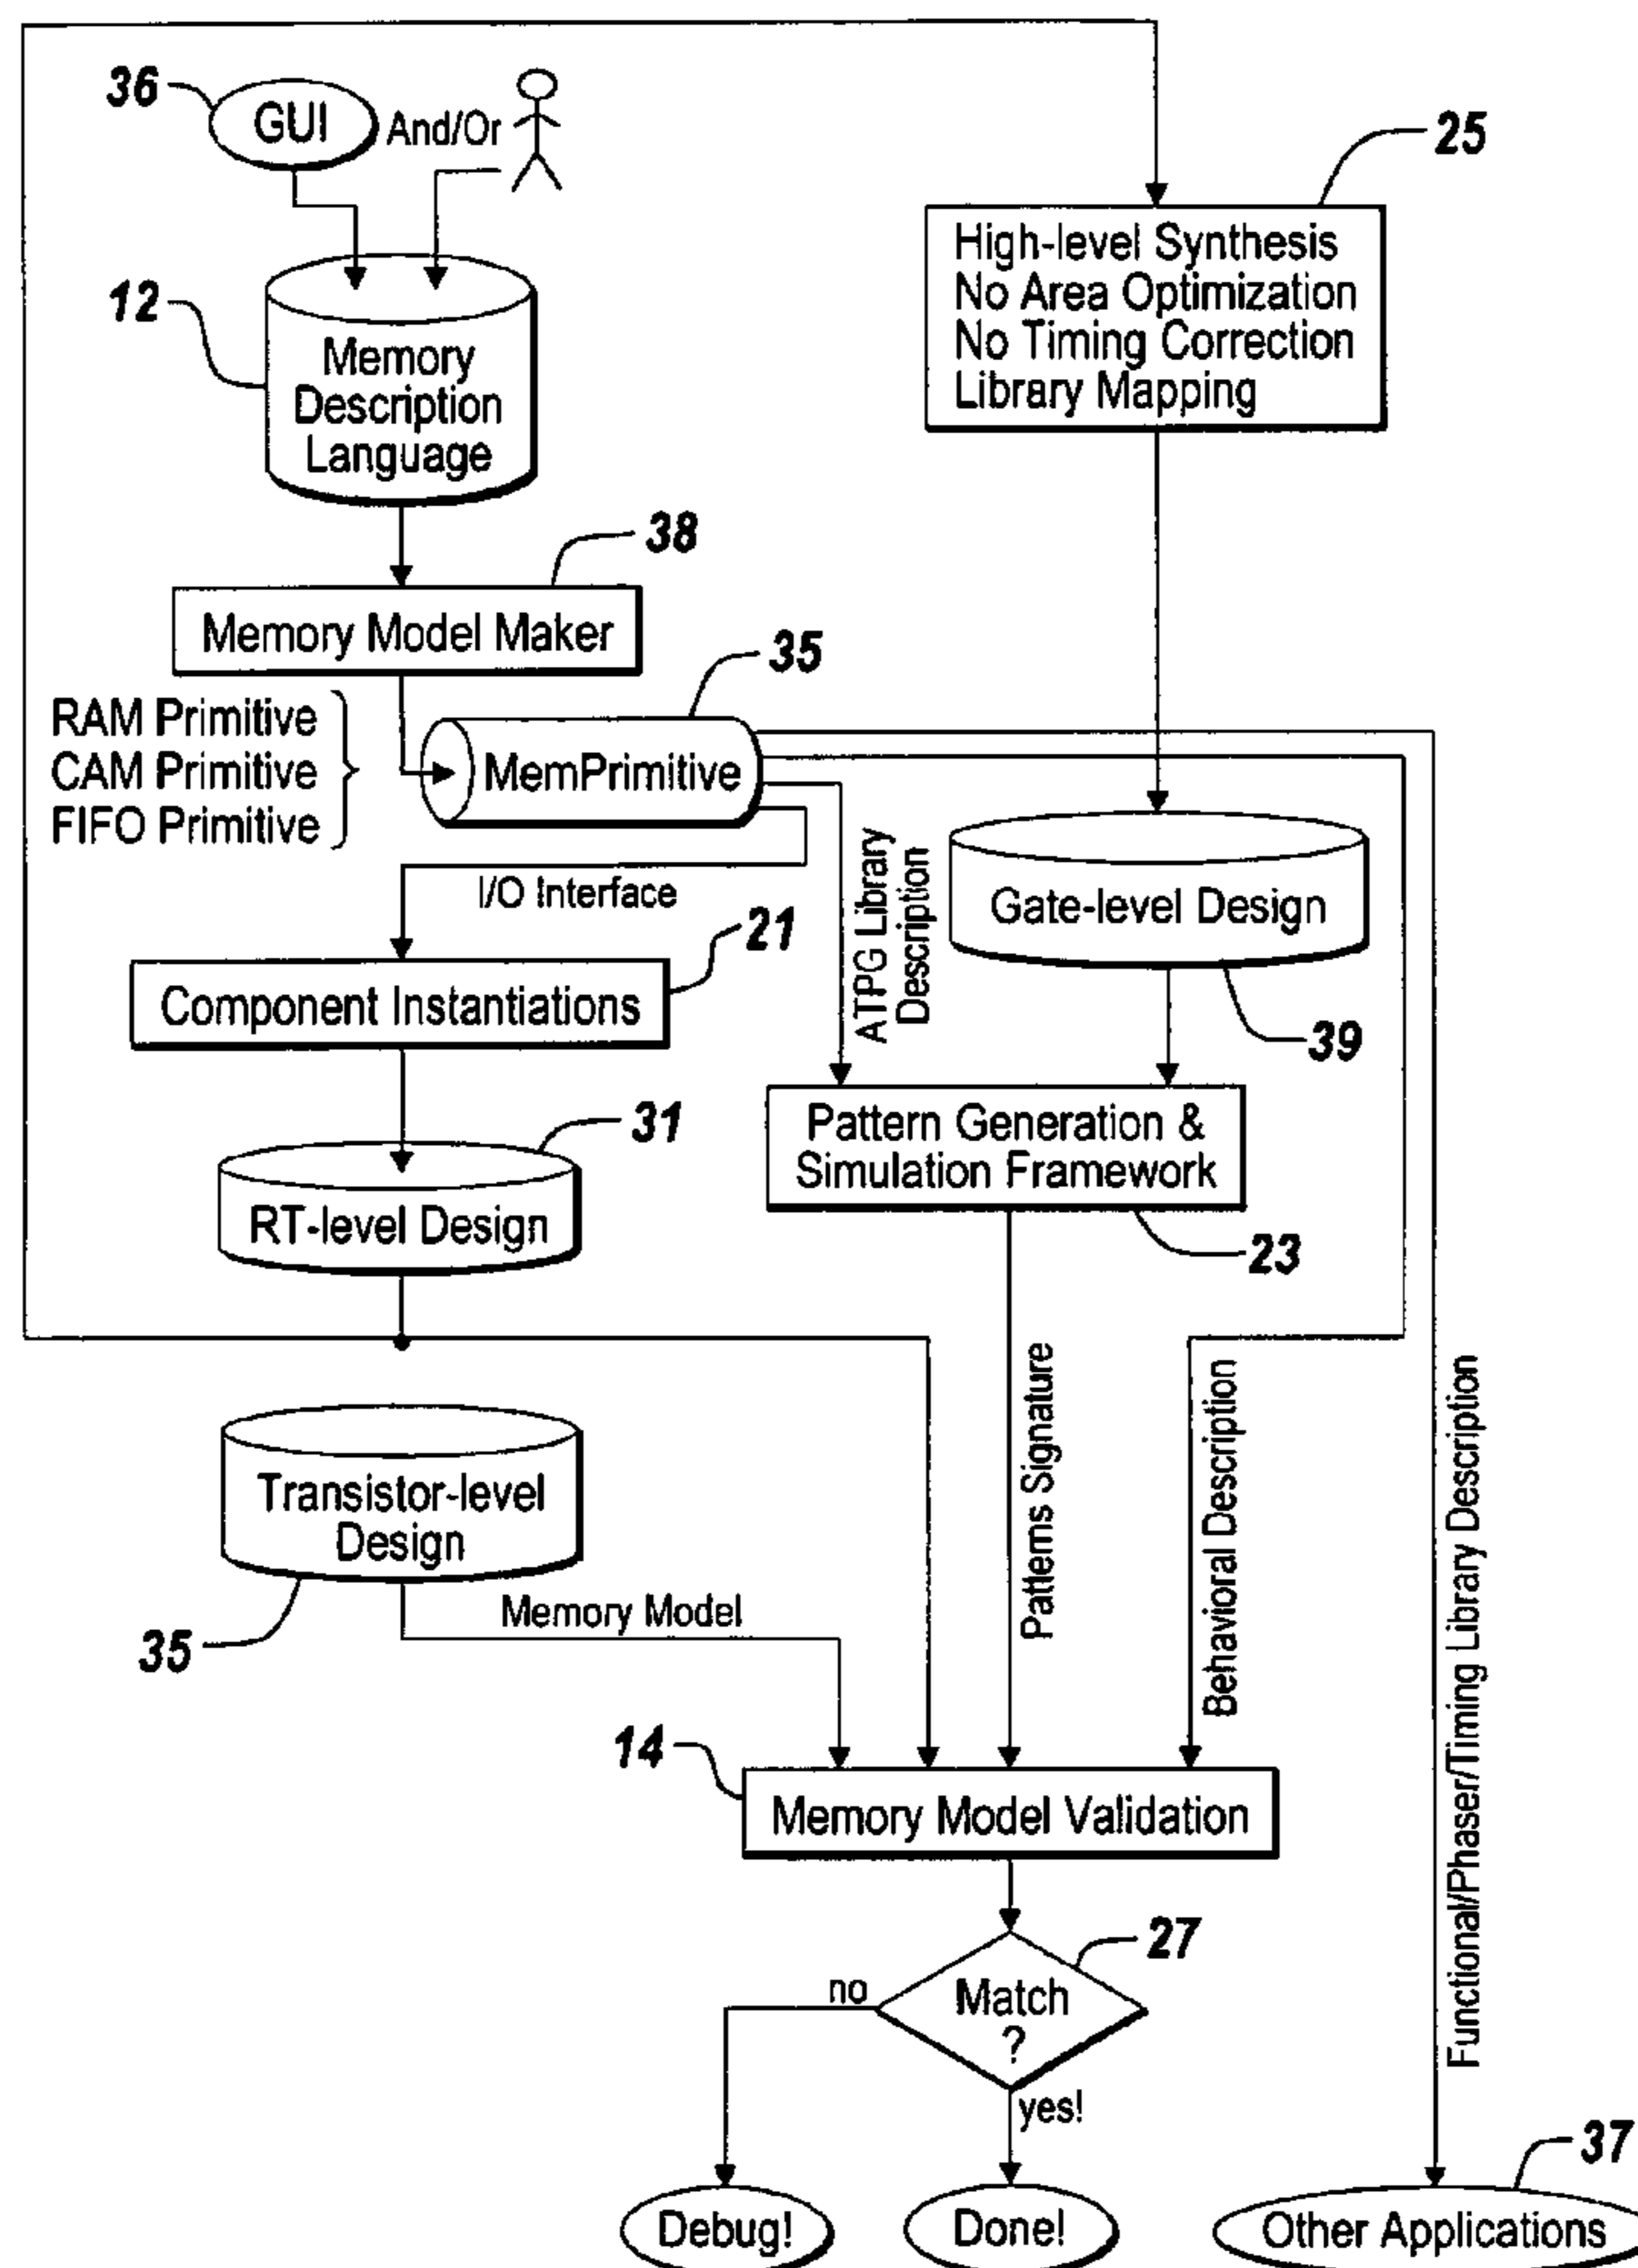 36
GUI
And/Or
25
High-level Synthesis
No Area Optimization
No Timing Correction
Library Mapping
12
Memory
Description
Language
38
Memory Model Maker
35
RAM Primitive
CAM Primitive
FIFO Primitive
MemPrimitive
I/O Interface
ATPG Library
Description
Gate-level Design
21
Component Instantiations
39
31
Pattern Generation &
Simulation Framework
RT-level Design
23
Transistor-level
Design
Patterns Signature
Behavioral Description
Functional/Phaser/Timing Library Description
Memory Model
35
14
Memory Model Validation
27
no
Match
?
yes!
37
Debug!
Done!
Other Applications